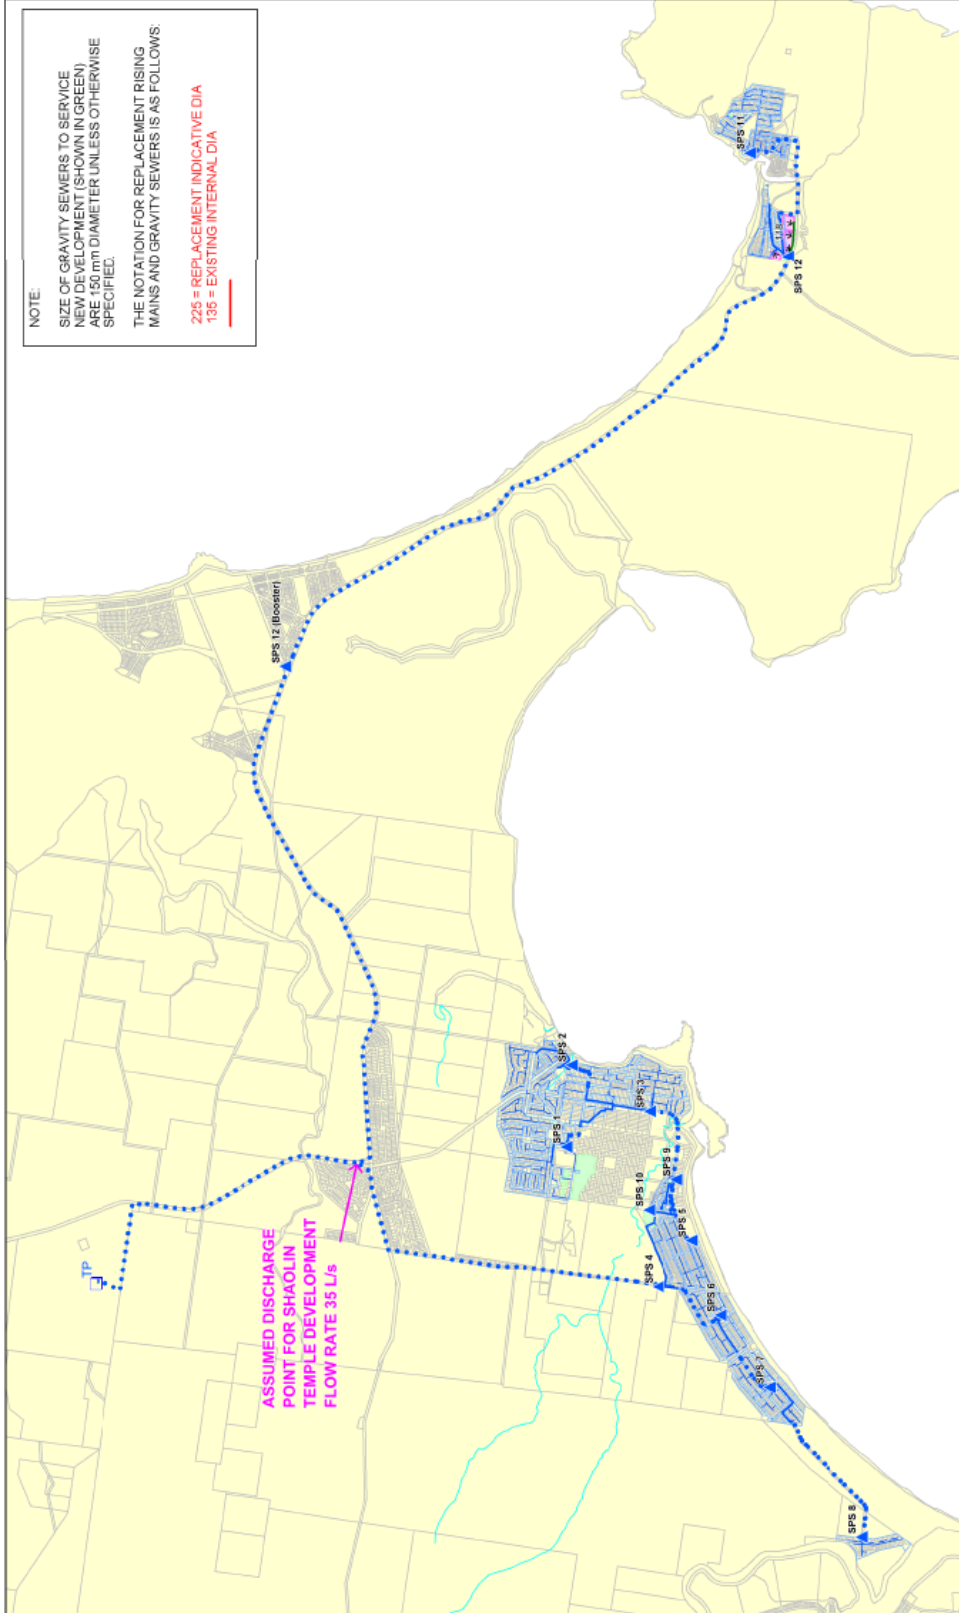 NOTE:
SIZE OF GRAVITY SEWERS TO SERVICE
NEW DEVELOPMENT (SHOWN IN GREEN)
ARE 150 mm DIAMETER UNLESS OTHERWISE
SPECIFIED.
THE NOTATION FOR REPLACEMENT RISING
MAINS AND GRAVITY SEWERS IS AS FOLLOWS:
225 = REPLACEMENT INDICATIVE DIA
135 = EXISTING INTERNAL DIA
TP
ASSUMED DISCHARGE
POINT FOR SHAOLIN
TEMPLE DEVELOPMENT
FLOW RATE 35 L/s
SPS 12 (Booster)
SPS 11
SPS 12
SPS 2
SPS 1
SPS 3
SPS 9
SPS 10
SPS 5
SPS 4
SPS 6
SPS 7
SPS 8